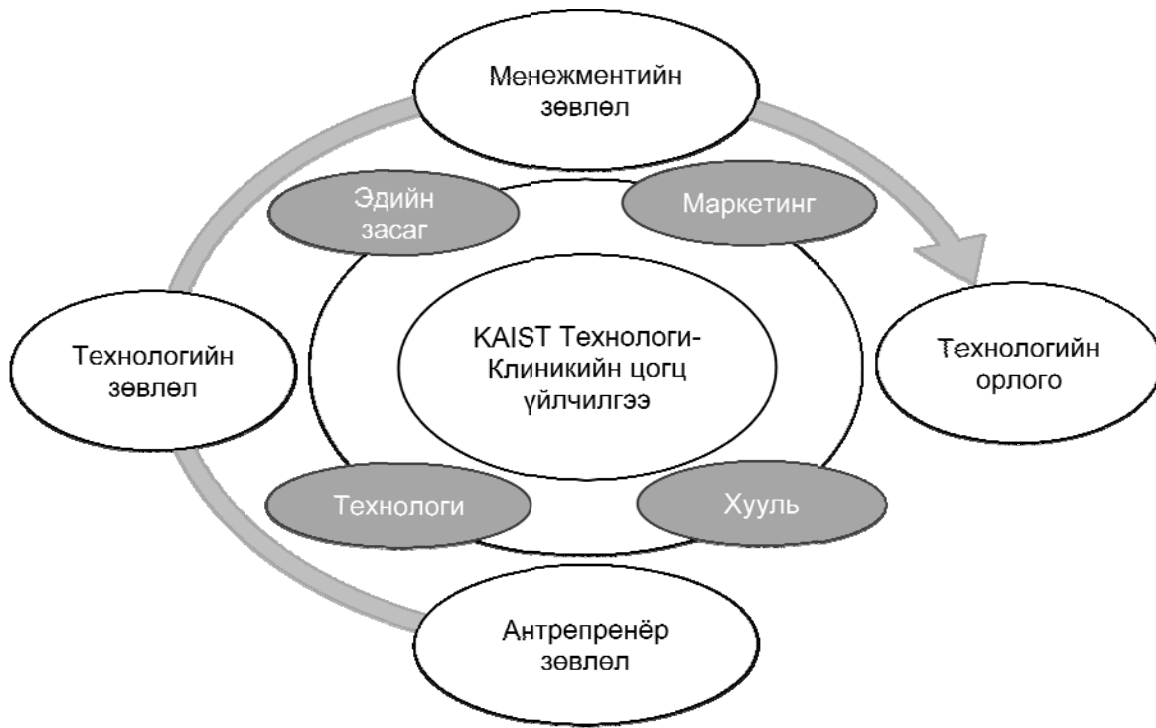 Менежментийн
зөвлөл
Эдийн
засаг
Маркетинг
KAIST Технологи-
Клиникийн цогц
үйлчилгээ
Технологийн
зөвлөл
Технологийн
орлого
Технологи
Хууль
Антрепренёр
зөвлөл